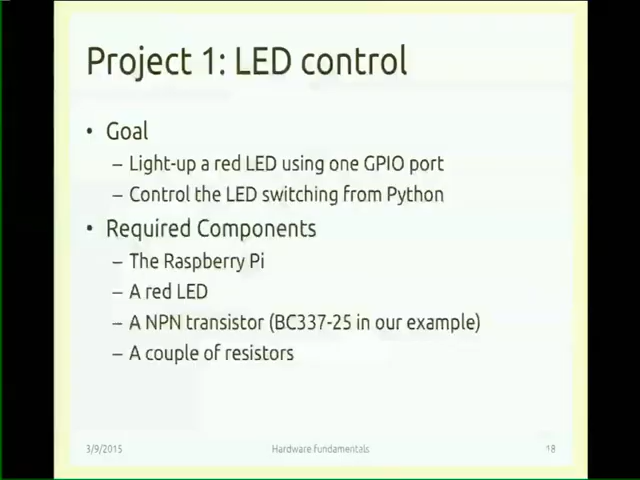 Project 1: LED control
• Goal
– Light-up a red LED using one GPIO port
– Control the LED switching from Python
• Required Components
– The Raspberry Pi
– A red LED
– A NPN transistor (BC337-25 in our example)
– A couple of resistors
3/9/2015 Hardware fundamentals 18